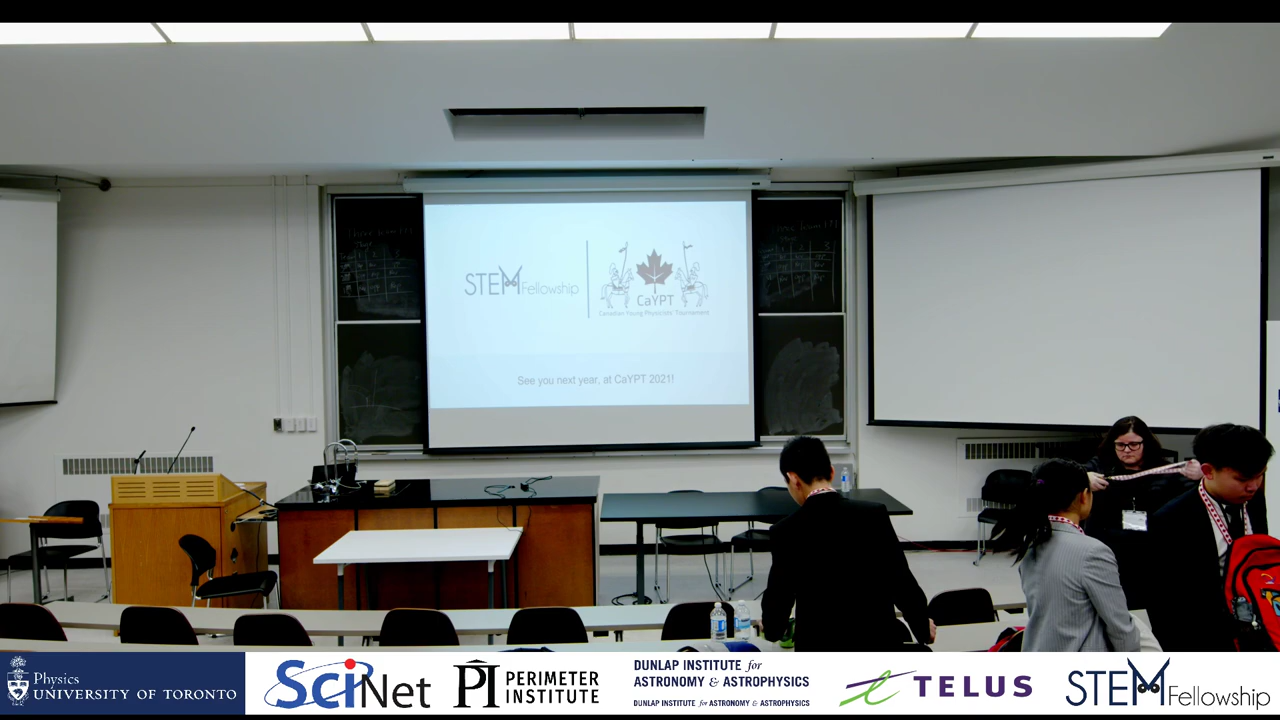 STEM Fellowship
CaYPT
Canadian Young Physicists' Tournament
See you next year, at CaYPT 2021!
Physics
UNIVERSITY OF TORONTO
SciNet
PI PERIMETER
INSTITUTE
DUNLAP INSTITUTE for
ASTRONOMY & ASTROPHYSICS
DUNLAP INSTITUTE for ASTRONOMY & ASTROPHYSICS
TELUS
STEM Fellowship